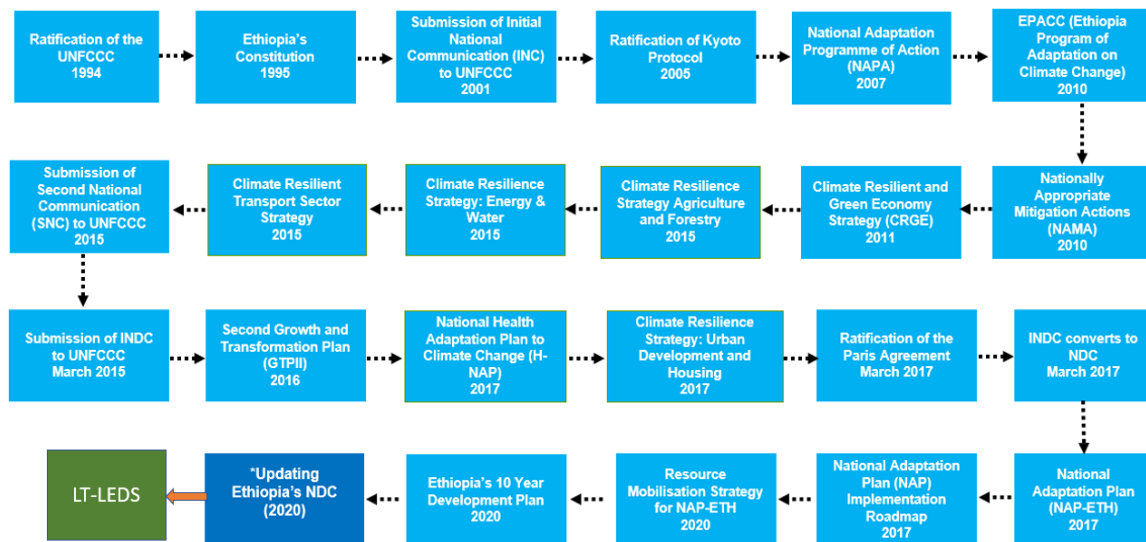 Ratification of the
UNFCCC
1994
Ethiopia's
Constitution
1995
Submission of Initial
National
Communication (INC)
to UNFCCC
2001
Ratification of Kyoto
Protocol
2005
National Adaptation
Programme of Action
(NAPA)
2007
EPACC (Ethiopia
Program of
Adaptation on
Climate Change)
2010
Submission of
Second National
Communication
(SNC) to UNFCCC
2015
Climate Resilient
Transport Sector
Strategy
2015
Climate Resilience
Strategy: Energy &
Water
2015
Climate Resilience
Strategy Agriculture
and Forestry
2015
Climate Resilient and
Green Economy
Strategy (CRGE)
2011
Nationally
Appropriate
Mitigation Actions
(NAMA)
2010
Submission of INDC
to UNFCCC
March 2015
Second Growth and
Transformation Plan
(GTPII)
2016
National Health
Adaptation Plan to
Climate Change (H-
NAP)
2017
Climate Resilience
Strategy: Urban
Development and
Housing
2017
Ratification of the
Paris Agreement
March 2017
INDC converts to
NDC
March 2017
LT-LEDS
*Updating
Ethiopia's NDC
(2020)
Ethiopia's 10 Year
Development Plan
2020
Resource
Mobilisation Strategy
for NAP-ETH
2020
National Adaptation
Plan (NAP)
Implementation
Roadmap
2017
National
Adaptation Plan
(NAP-ETH)
2017